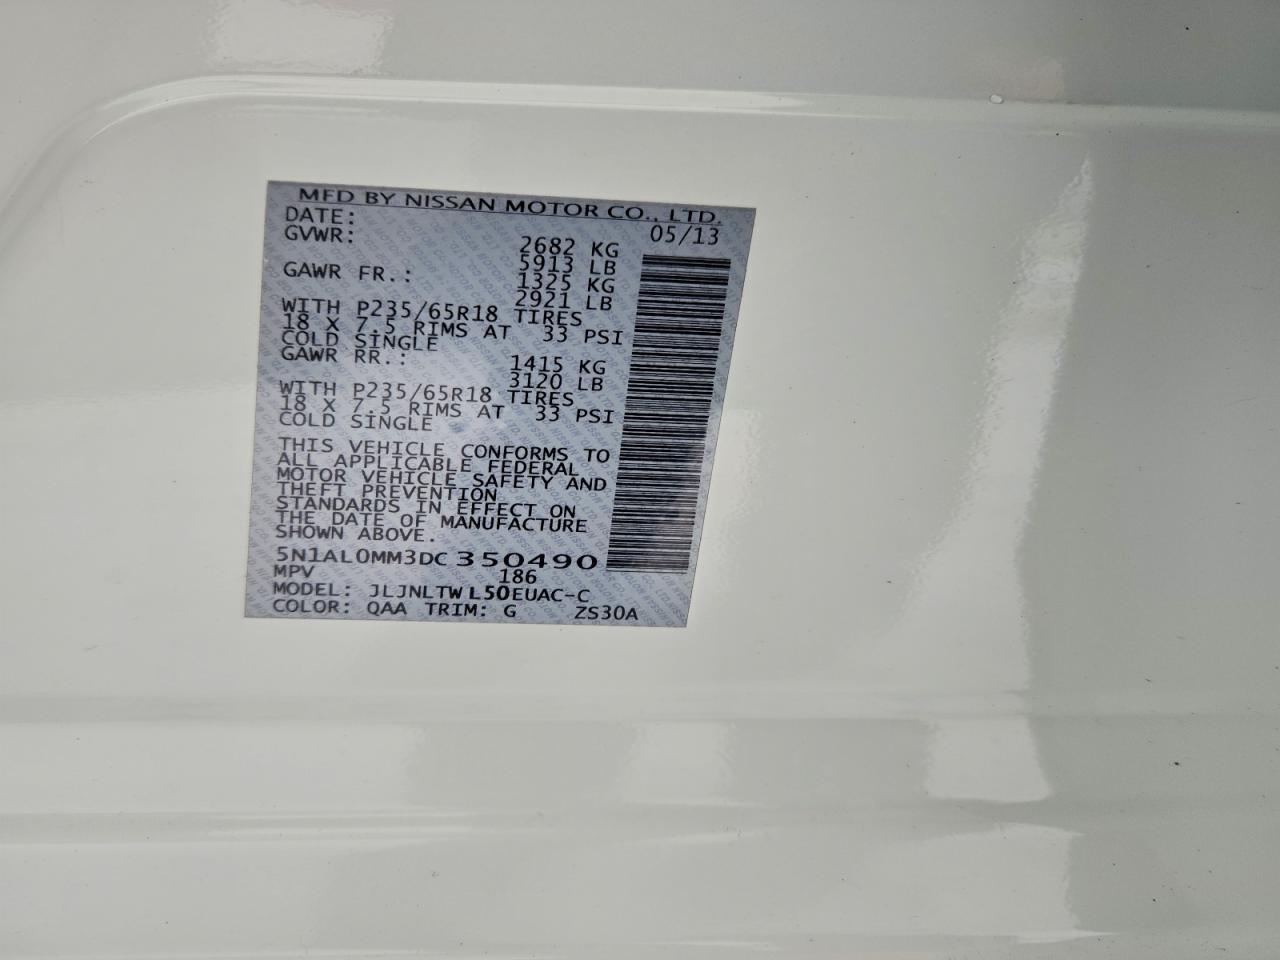 MFD BY NISSAN MOTOR CO., LTD.
DATE: 05/13
GVWR: 2682 KG
5913 LB
GAWR FR.: 1325 KG
2921 LB
WITH P235/65R18 TIRES
18 X 7.5 RIMS AT 33 PSI
COLD SINGLE
GAWR RR.: 1415 KG
3120 LB
WITH P235/65R18 TIRES
18 X 7.5 RIMS AT 33 PSI
COLD SINGLE
THIS VEHICLE CONFORMS TO
ALL APPLICABLE FEDERAL
MOTOR VEHICLE SAFETY AND
THEFT PREVENTION
STANDARDS IN EFFECT ON
THE DATE OF MANUFACTURE
SHOWN ABOVE.
5N1AL0MM3DC350490
MPV 186
MODEL: JLJNLTWL50EUAC-C
COLOR: QAA TRIM: G ZS30A